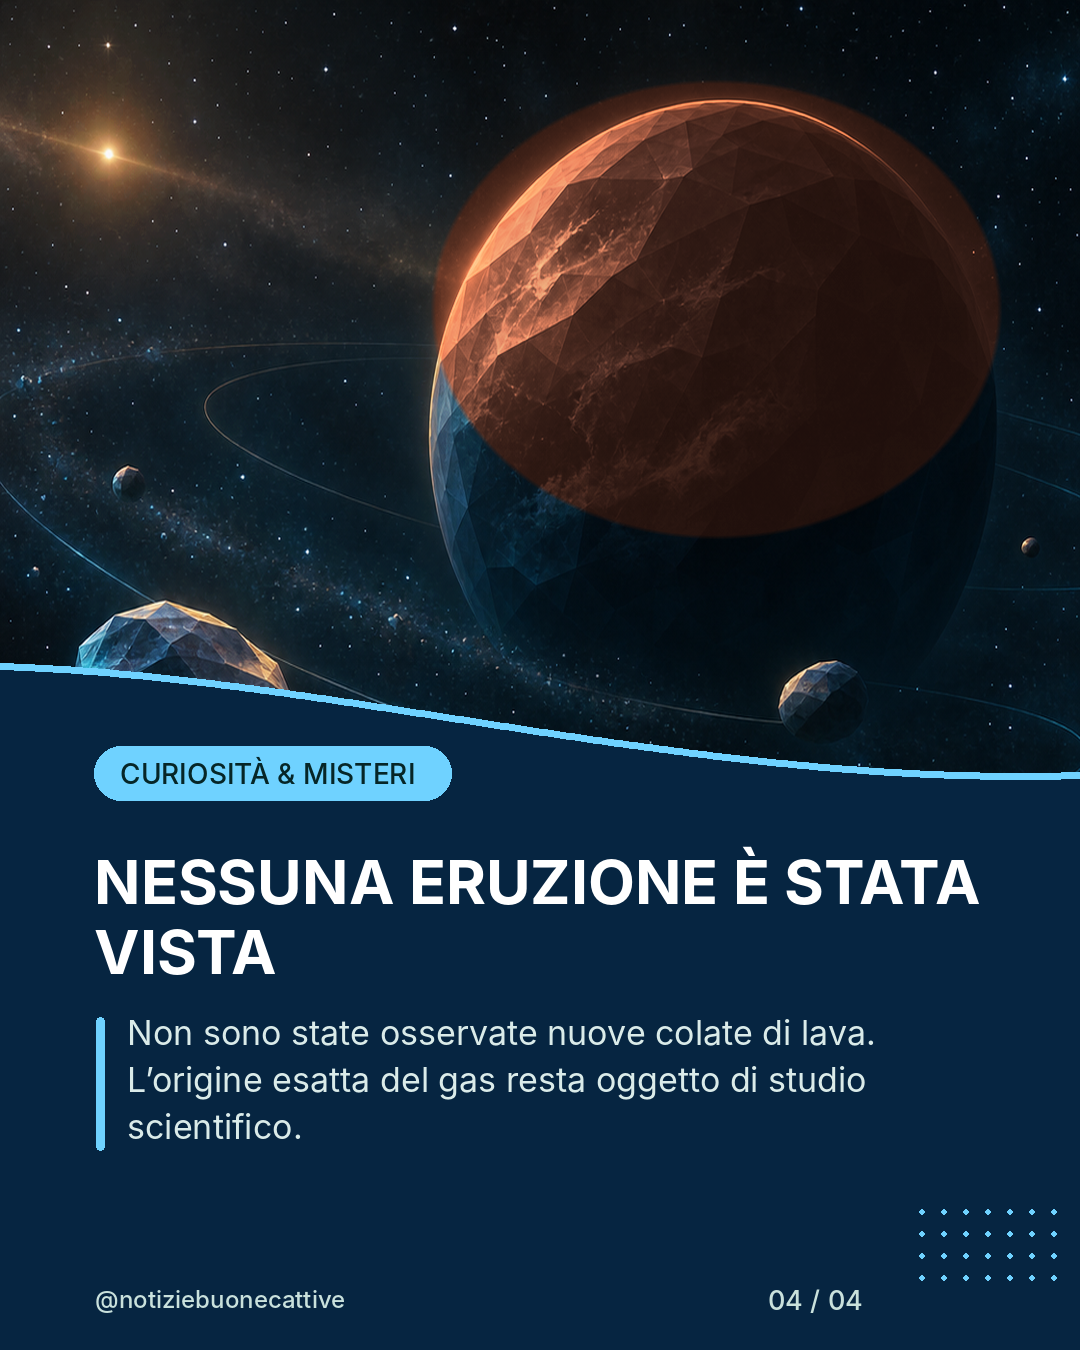 CURIOSITÀ & MISTERI
NESSUNA ERUZIONE È STATA
VISTA
Non sono state osservate nuove colate di lava.
L’origine esatta del gas resta oggetto di studio
scientifico.
@notiziebuonecattive
04 / 04